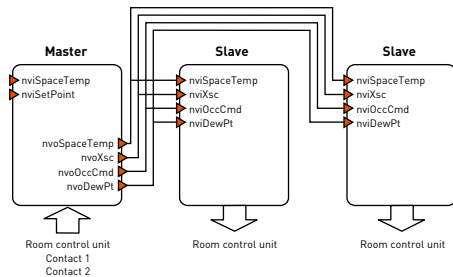 Master
Slave
Slave
nviSpaceTemp
nviSetPoint
nvoSpaceTemp
nvoXsc
nvoOccCmd
nvoDewPt
nviSpaceTemp
nviXsc
nviOccCmd
nviDewPt
nviSpaceTemp
nviXsc
nviOccCmd
nviDewPt
Room control unit
Contact 1
Contact 2
Room control unit
Room control unit